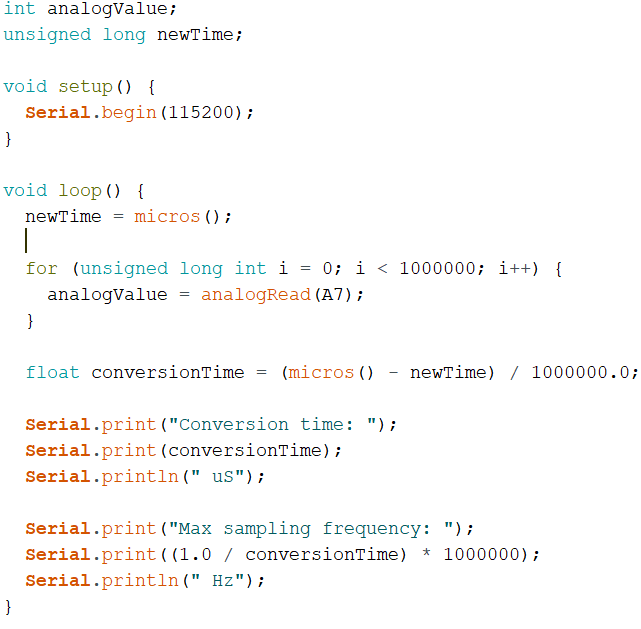 int analogValue;
unsigned long newTime;

void setup() {
  Serial.begin(115200);
}

void loop() {
  newTime = micros();

  for (unsigned long int i = 0; i < 1000000; i++) {
    analogValue = analogRead(A7);
  }

  float conversionTime = (micros() - newTime) / 1000000.0;

  Serial.print("Conversion time: ");
  Serial.print(conversionTime);
  Serial.println(" uS");

  Serial.print("Max sampling frequency: ");
  Serial.print((1.0 / conversionTime) * 1000000);
  Serial.println(" Hz");
}